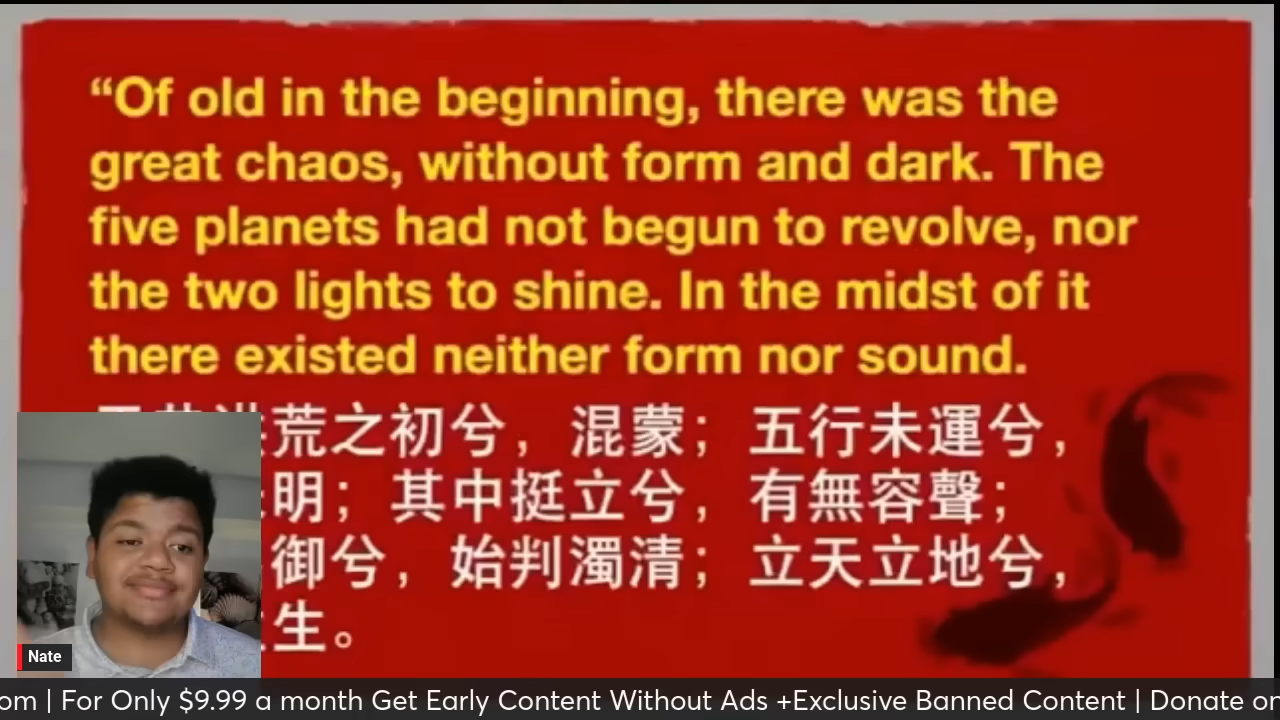 “Of old in the beginning, there was the
great chaos, without form and dark. The
five planets had not begun to revolve, nor
the two lights to shine. In the midst of it
there existed neither form nor sound.
荒之初兮，混蒙；五行未運兮，
明；其中挺立兮，有無容聲；
御兮，始判濁清；立天立地兮，
生。
Nate
om | For Only $9.99 a month Get Early Content Without Ads +Exclusive Banned Content | Donate or